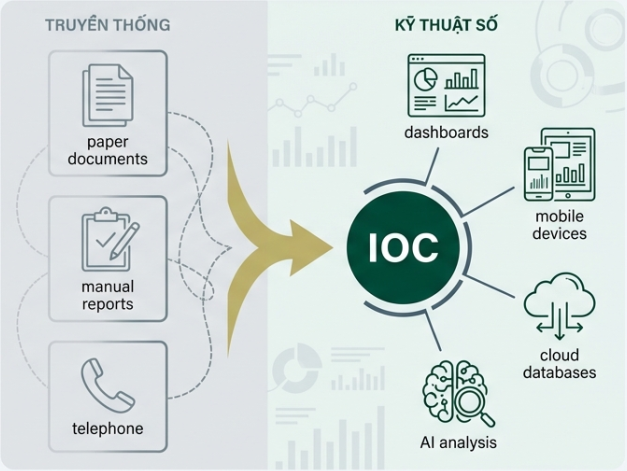 TRUYỀN THỐNG
paper
documents
manual
reports
telephone
KỸ THUẬT SỐ
dashboards
IOC
mobile
devices
cloud
databases
AI analysis